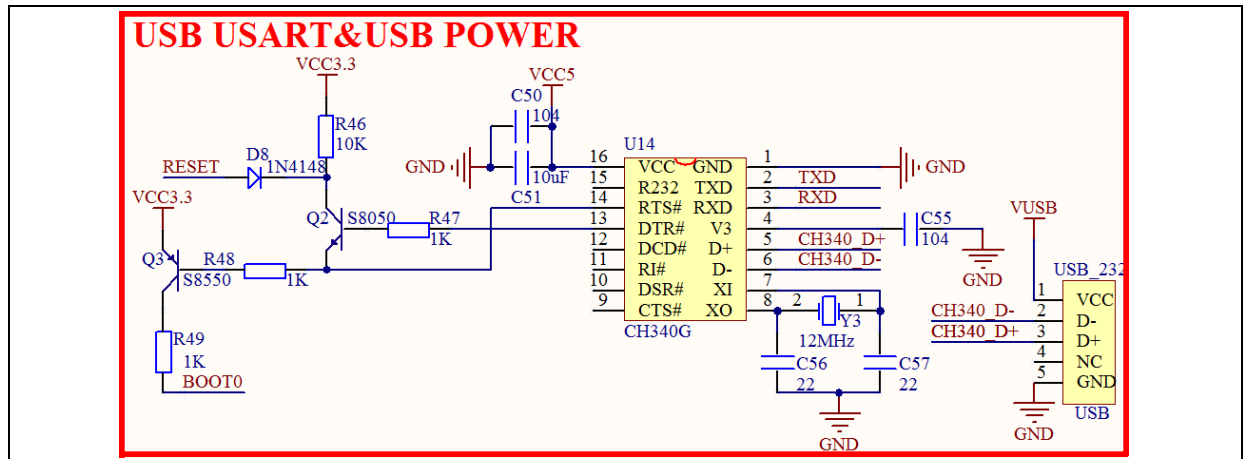 USB USART&USB POWER
VCC3.3
VCC5
C50
104
R46
10K
U14
D8
1N4148
RESET
GND
10uF
C51
16 VCC GND 1
GND
15 R232 TXD 2 TXD
14 RTS# RXD 3 RXD
13 DTR# V3 4
12 DCD# D+ 5 CH340_D+
11 RI# D- 6 CH340_D-
10 DSR# XI 7
9 CTS# XO 8
CH340G
VCC3.3
Q2
S8050
R47
1K
C55
104
GND
VUSB
Q3
S8550
R48
1K
USB_232
1 VCC
CH340_D- 2 D-
CH340_D+ 3 D+
4 NC
5 GND
USB
GND
2 1
Y3
12MHz
R49
1K
BOOT0
C56
22
C57
22
GND